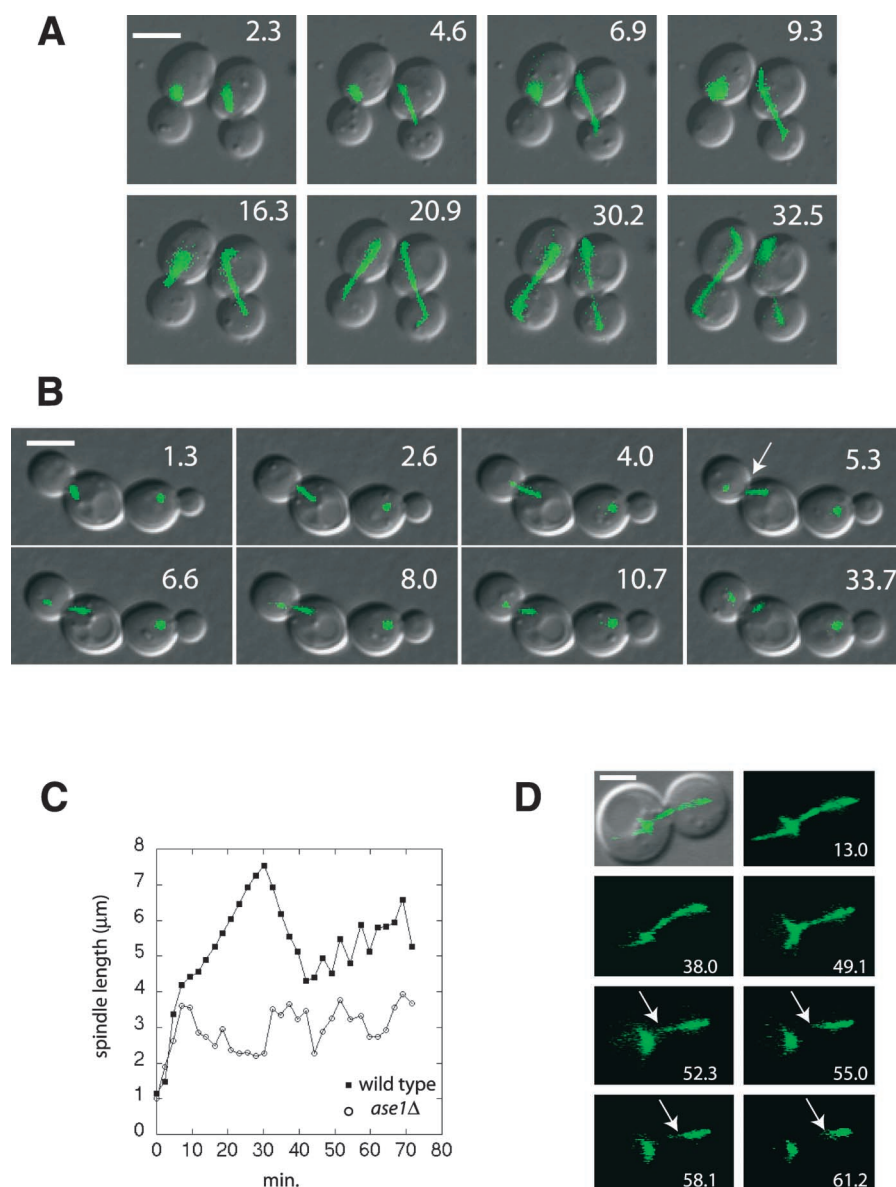 A
2.3 4.6 6.9 9.3
16.3 20.9 30.2 32.5
B
1.3 2.6 4.0 5.3
6.6 8.0 10.7 33.7
C
8
7
6
5
4
3
2
1
0
spindle length (μm)
wild type
ase1Δ
0 10 20 30 40 50 60 70 80
min.
D
13.0
38.0 49.1
52.3 55.0
58.1 61.2